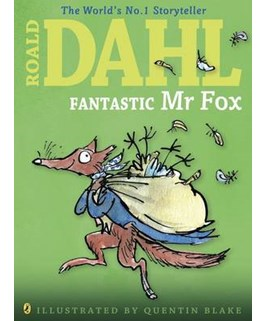 The World's No.1 Storyteller
ROALD
DAHL
FANTASTIC Mr FOX
ILLUSTRATED BY QUENTIN BLAKE